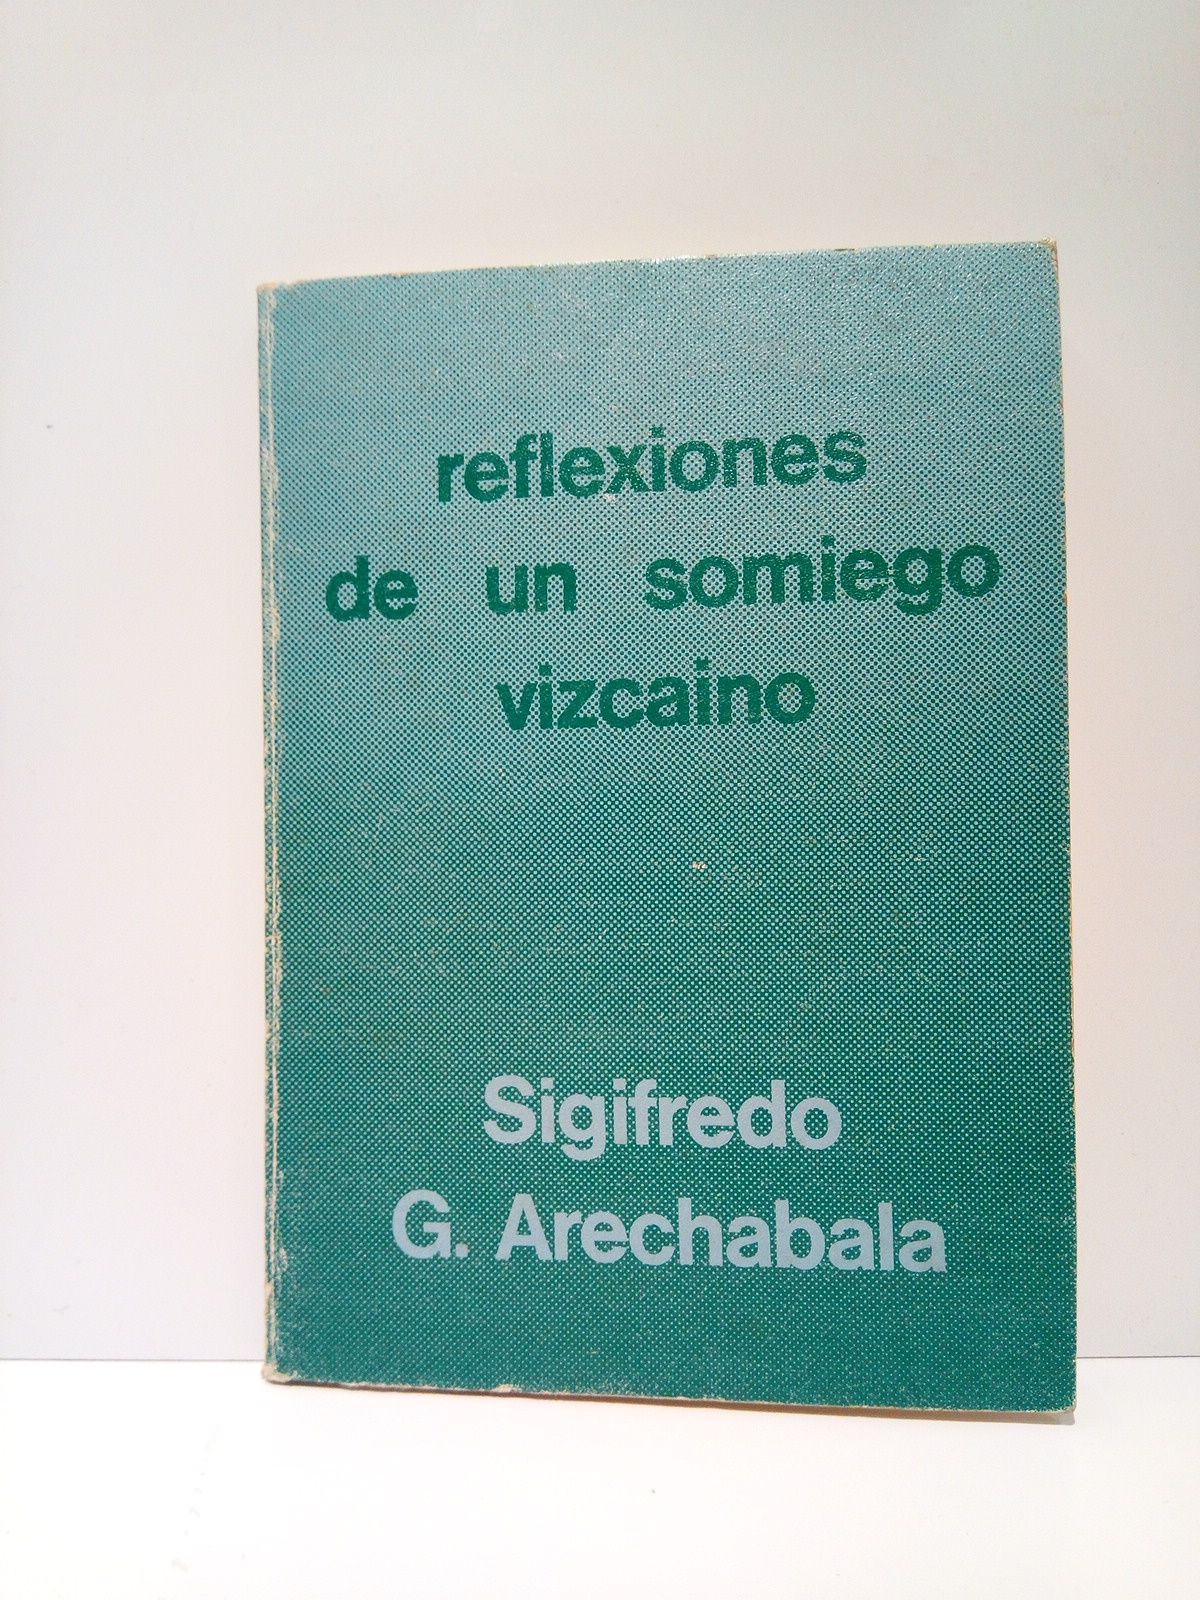 reflexiones
de un somiego
vizcaino
Sigifredo
G. Arechabala